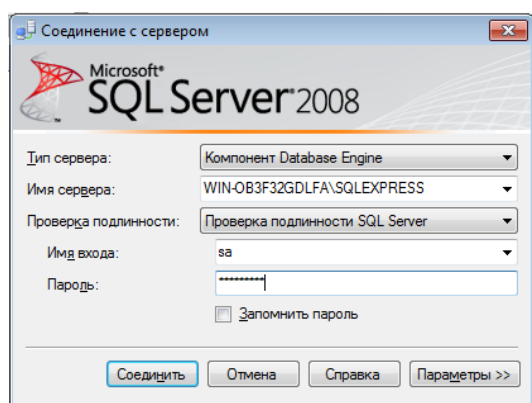 Соединение с сервером
Microsoft®
SQL Server® 2008
Тип сервера: Компонент Database Engine
Имя сервера: WIN-OB3F32GDLFA\SQLEXPRESS
Проверка подлинности: Проверка подлинности SQL Server
Имя входа: sa
Пароль: *********
Запомнить пароль
Соединить Отмена Справка Параметры >>